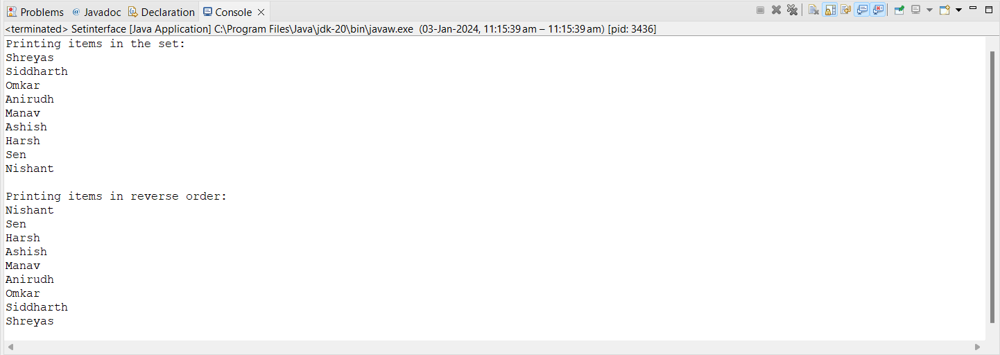 Problems @ Javadoc Declaration Console
<terminated> Setinterface [Java Application] C:\Program Files\Java\jdk-20\bin\javaw.exe (03-Jan-2024, 11:15:39 am – 11:15:39 am) [pid: 3436]
Printing items in the set:
Shreyas
Siddharth
Omkar
Anirudh
Manav
Ashish
Harsh
Sen
Nishant
Printing items in reverse order:
Nishant
Sen
Harsh
Ashish
Manav
Anirudh
Omkar
Siddharth
Shreyas